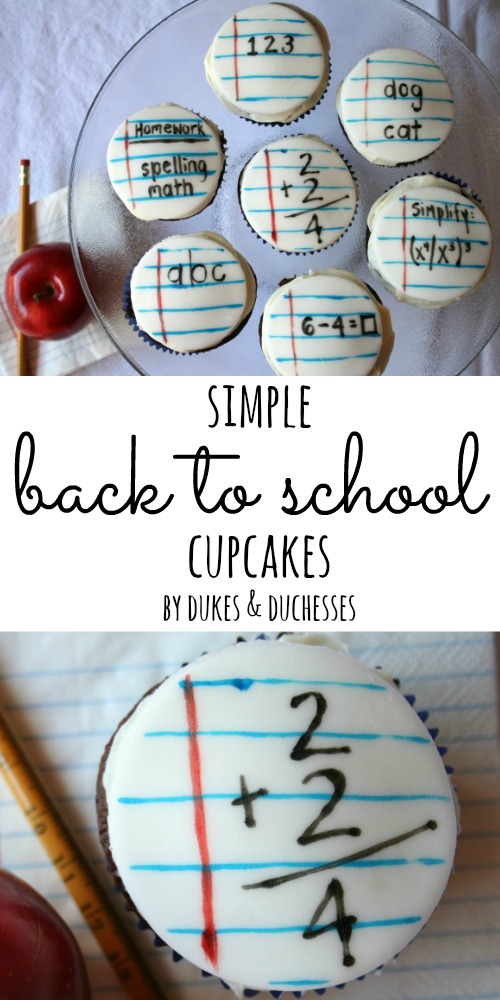 123
dog
cat
Homework
spelling
math
2
+ 2
4
simplify:
(x⁴/x³)³
abc
6-4=□
SIMPLE
back to school
CUPCAKES
BY DUKES & DUCHESSES
2
+ 2
4